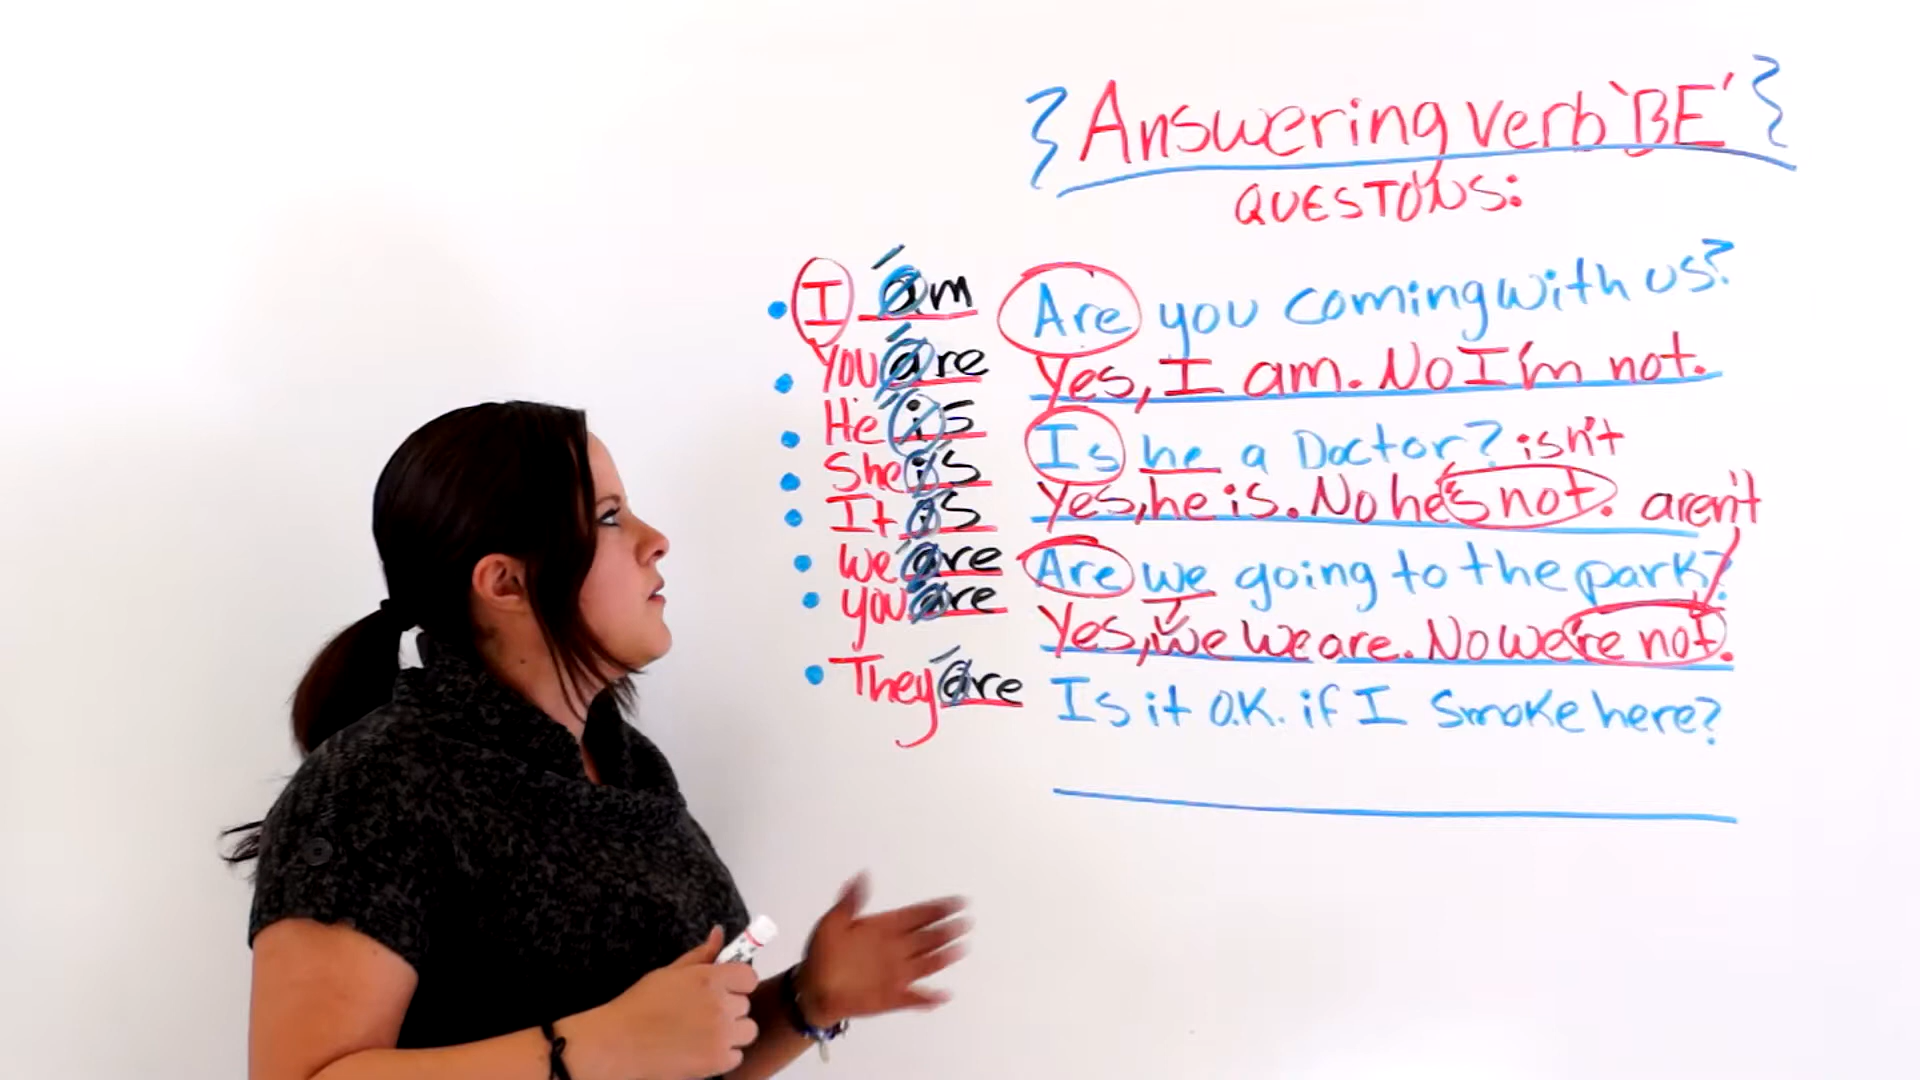 Answering verb 'BE'
QUESTONS:
I am
You are
He is
She is
It is
we are
you are
They are
Are you coming with us?
Yes, I am. No I'm not.
Is he a Doctor? isn't
Yes, he is. No he's not. aren't
Are we going to the park?
Yes, we we are. No we're not.
Is it O.K. if I smoke here?